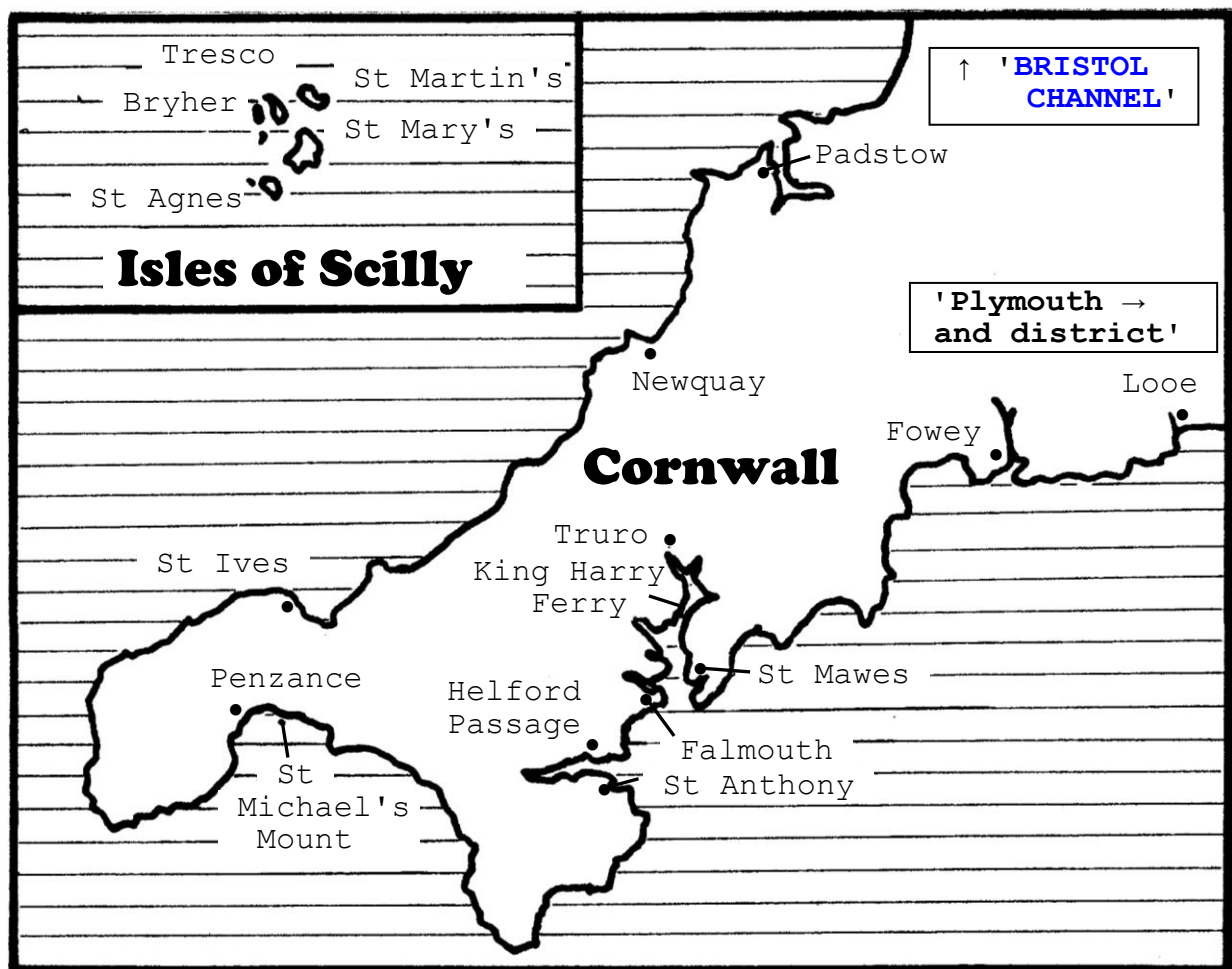 Tresco
St Martin's
Bryher
St Mary's
St Agnes
Isles of Scilly
↑ 'BRISTOL
CHANNEL'
Padstow
'Plymouth →
and district'
Newquay
Looe
Fowey
Cornwall
Truro
King Harry
Ferry
St Ives
St Mawes
Penzance
Helford
Passage
Falmouth
St Anthony
St
Michael's
Mount